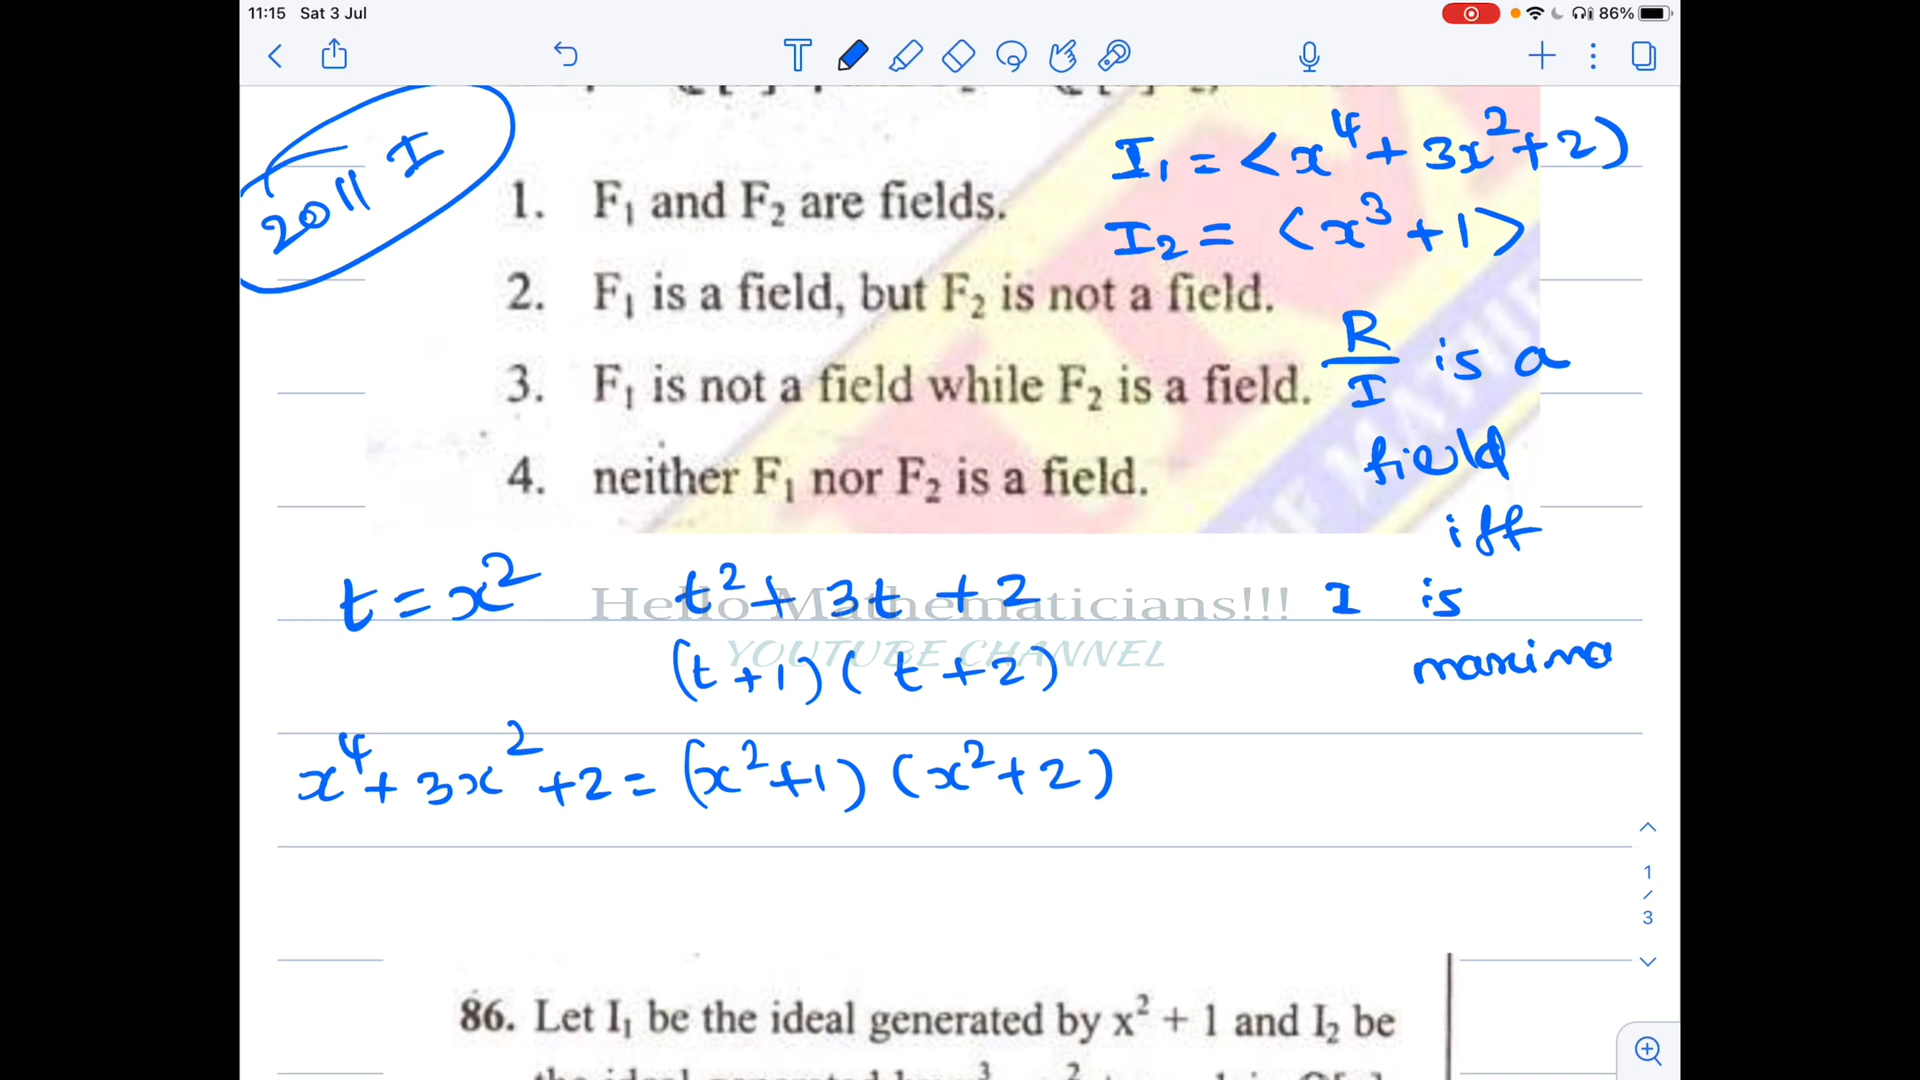 11:15 Sat 3 Jul
86%
2011 I
I₁ = <x⁴ + 3x² + 2)
1. F₁ and F₂ are fields.
I₂ = <x³ + 1>
2. F₁ is a field, but F₂ is not a field.
R/I is a
3. F₁ is not a field while F₂ is a field.
field
4. neither F₁ nor F₂ is a field.
iff
t = x² t² + 3t + 2
Hello Mathematicians!!!
I is
YOUTUBE CHANNEL
(t + 1) (t + 2)
maxima
x⁴ + 3x² + 2 = (x² + 1) (x² + 2)
1
/
3
86. Let I₁ be the ideal generated by x² + 1 and I₂ be